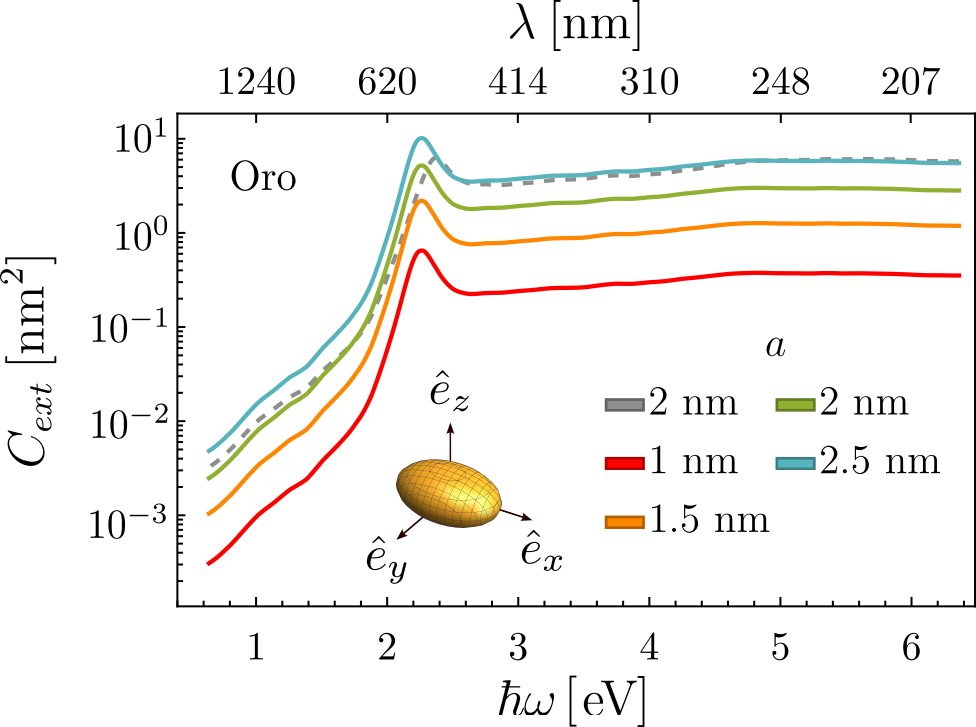 λ [nm]
1240 620 414 310 248 207
10¹
10⁰
10⁻¹
10⁻²
10⁻³
C_ext [nm²]
Oro
a
2 nm 2 nm
1 nm 2.5 nm
1.5 nm
ê_z
ê_y ê_x
1 2 3 4 5 6
ħω [eV]